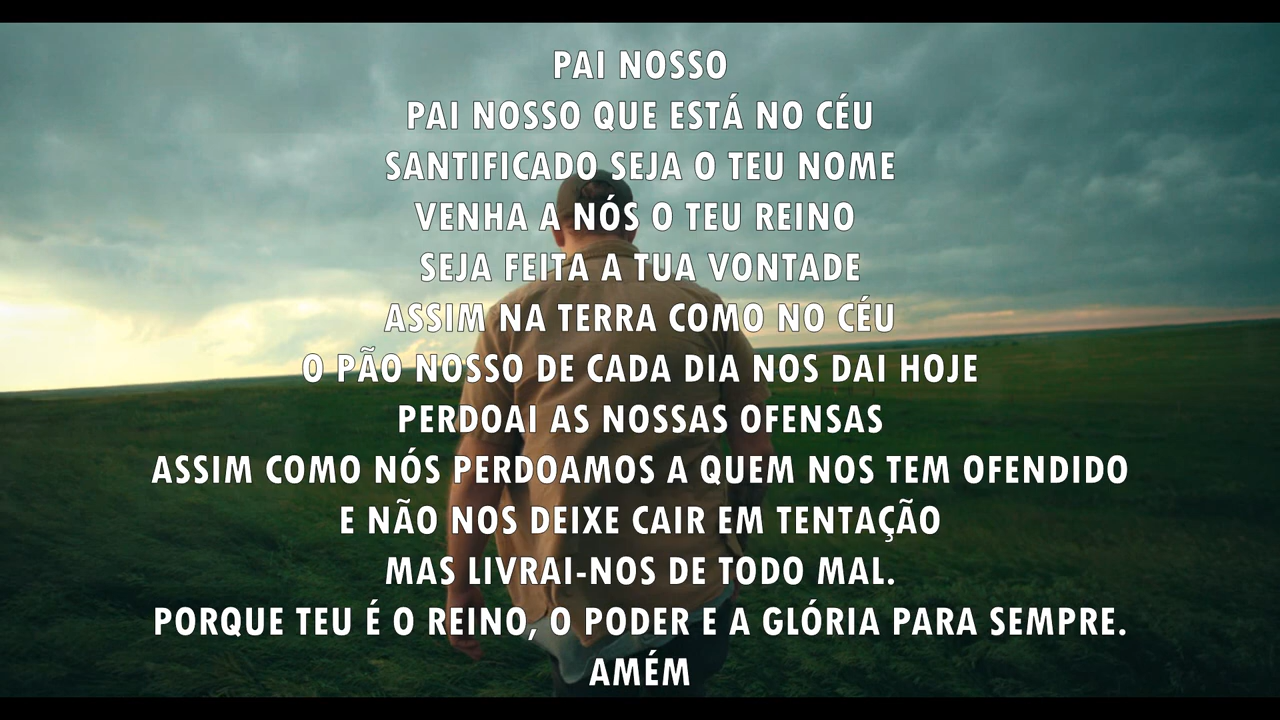 PAI NOSSO
PAI NOSSO QUE ESTÁ NO CÉU
SANTIFICADO SEJA O TEU NOME
VENHA A NÓS O TEU REINO
SEJA FEITA A TUA VONTADE
ASSIM NA TERRA COMO NO CÉU
O PÃO NOSSO DE CADA DIA NOS DAI HOJE
PERDOAI AS NOSSAS OFENSAS
ASSIM COMO NÓS PERDOAMOS A QUEM NOS TEM OFENDIDO
E NÃO NOS DEIXE CAIR EM TENTAÇÃO
MAS LIVRAI-NOS DE TODO MAL.
PORQUE TEU É O REINO, O PODER E A GLÓRIA PARA SEMPRE.
AMÉM